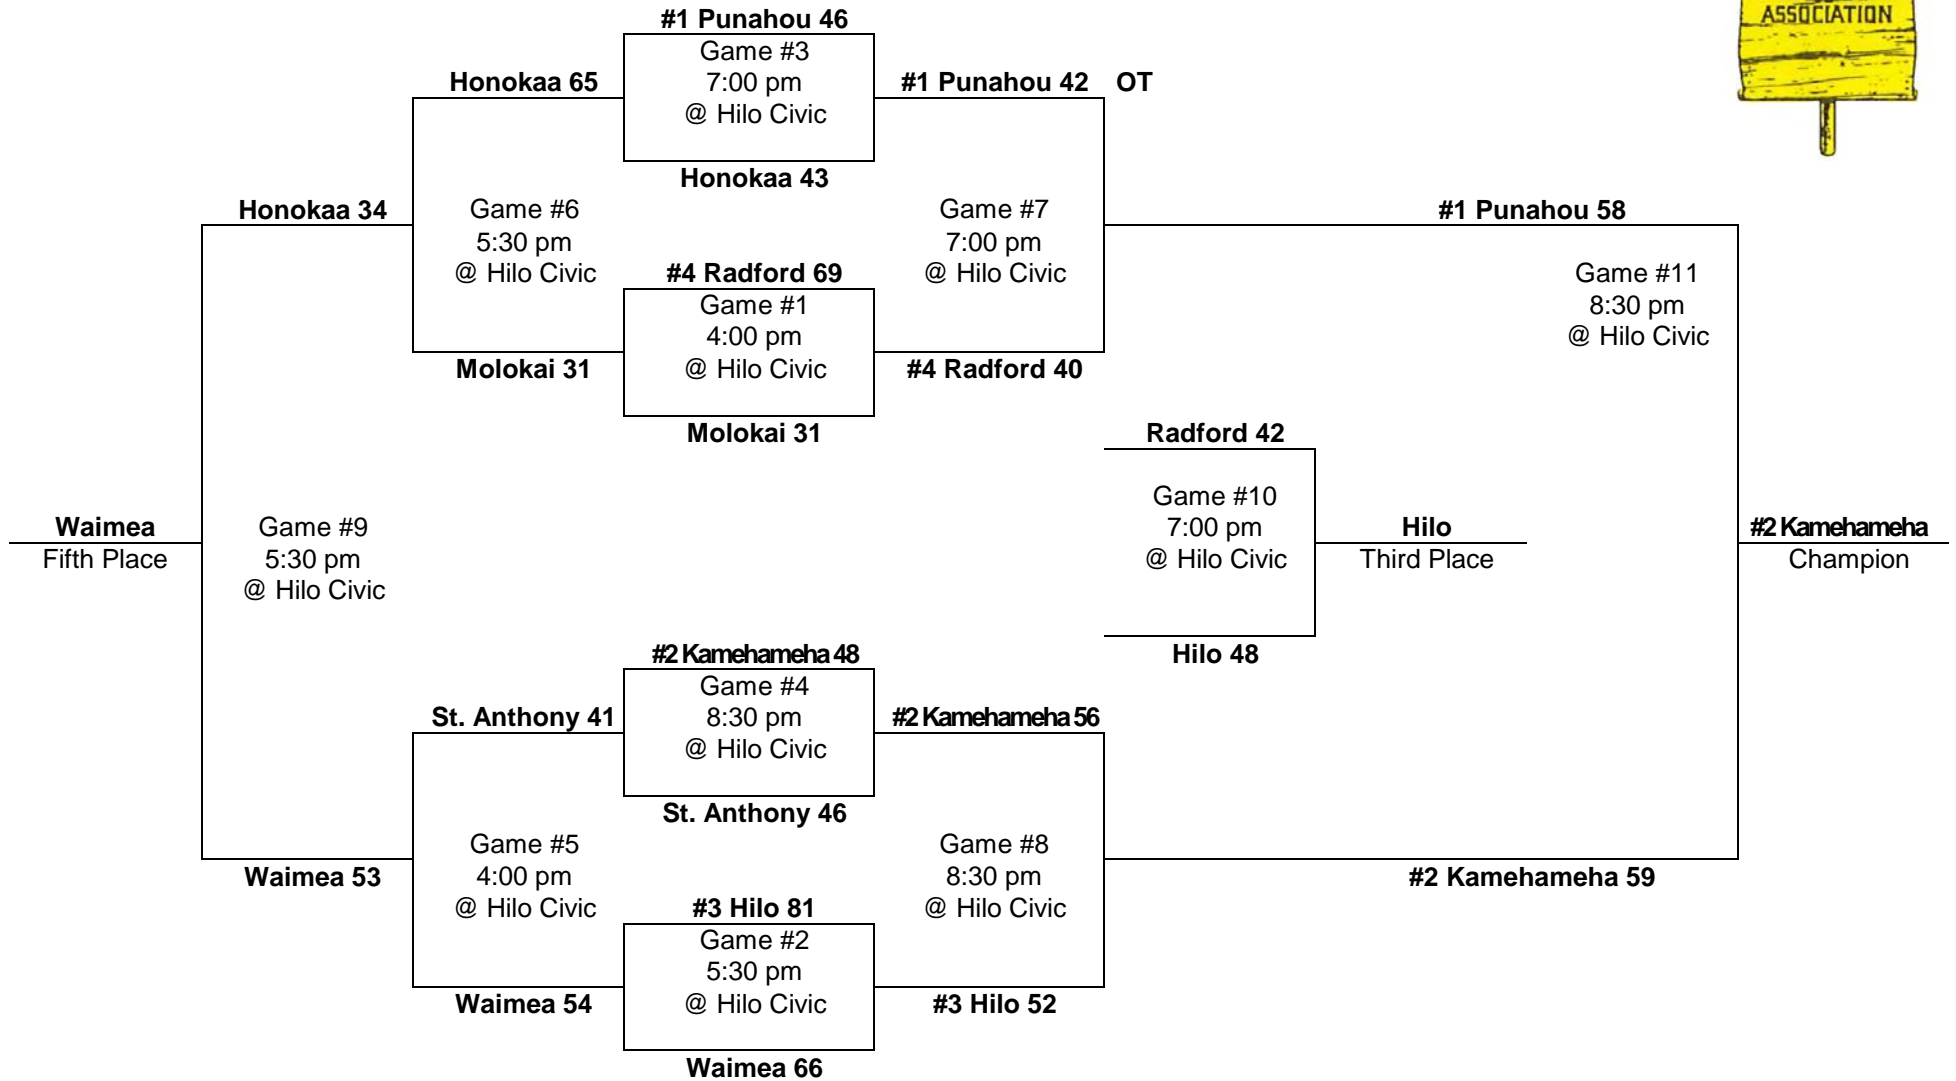 ASSOCIATION
#1 Punahou 46
Game #3
7:00 pm
@ Hilo Civic
Honokaa 43
Honokaa 65
#1 Punahou 42 OT
Honokaa 34
Game #6
5:30 pm
@ Hilo Civic
Game #7
7:00 pm
@ Hilo Civic
#1 Punahou 58
#4 Radford 69
Game #1
4:00 pm
@ Hilo Civic
Molokai 31
Molokai 31
#4 Radford 40
Game #11
8:30 pm
@ Hilo Civic
Radford 42
Game #10
7:00 pm
@ Hilo Civic
Hilo 48
Waimea
Fifth Place
Game #9
5:30 pm
@ Hilo Civic
Hilo
Third Place
#2 Kamehameha
Champion
#2 Kamehameha 48
Game #4
8:30 pm
@ Hilo Civic
St. Anthony 46
St. Anthony 41
#2 Kamehameha 56
Game #5
4:00 pm
@ Hilo Civic
Game #8
8:30 pm
@ Hilo Civic
Waimea 53
#2 Kamehameha 59
#3 Hilo 81
Game #2
5:30 pm
@ Hilo Civic
Waimea 66
Waimea 54
#3 Hilo 52